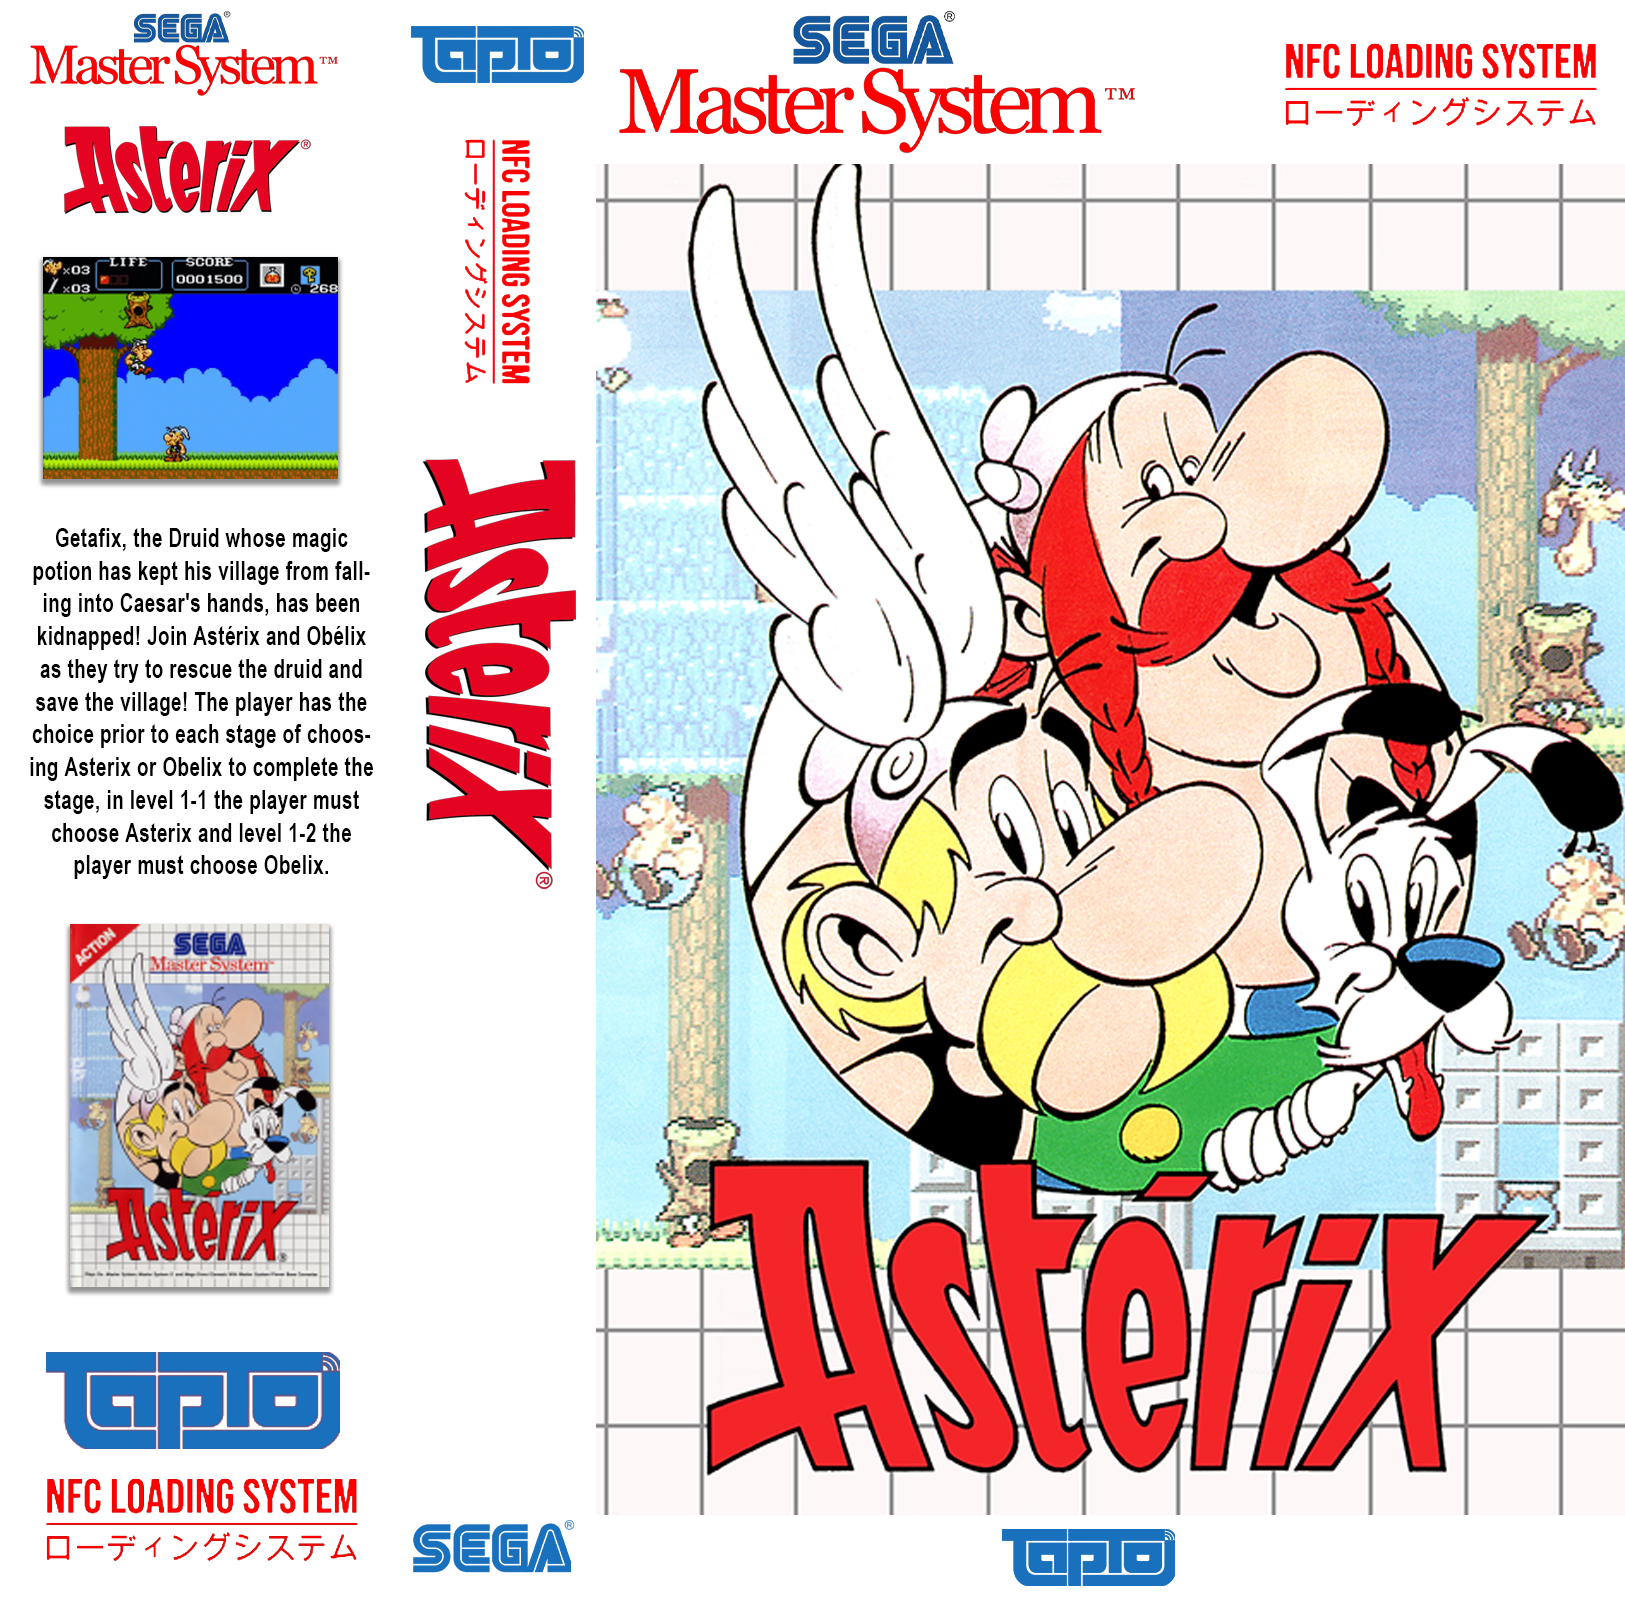 SEGA®
Master System™
Asterix®
x03
x03
LIFE
SCORE
0001500
268
Getafix, the Druid whose magic
potion has kept his village from fall-
ing into Caesar's hands, has been
kidnapped! Join Astérix and Obélix
as they try to rescue the druid and
save the village! The player has the
choice prior to each stage of choos-
ing Asterix or Obelix to complete the
stage, in level 1-1 the player must
choose Asterix and level 1-2 the
player must choose Obelix.
ACTION
SEGA
Master System™
Astérix®
TapTo
NFC LOADING SYSTEM
ローディングシステム
TapTo
NFC LOADING SYSTEM
ローディングシステム
Asterix®
SEGA®
SEGA®
Master System™
NFC LOADING SYSTEM
ローディングシステム
Astérix
TapTo